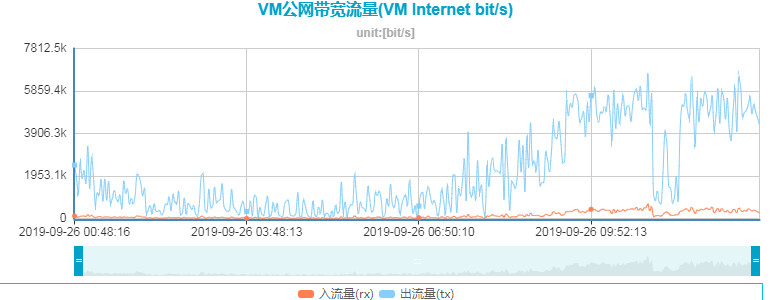 VM公网带宽流量(VM Internet bit/s)
unit:[bit/s]
7812.5k
5859.4k
3906.3k
1953.1k
0
2019-09-26 00:48:16 2019-09-26 03:48:13 2019-09-26 06:50:10 2019-09-26 09:52:13
入流量(rx) 出流量(tx)